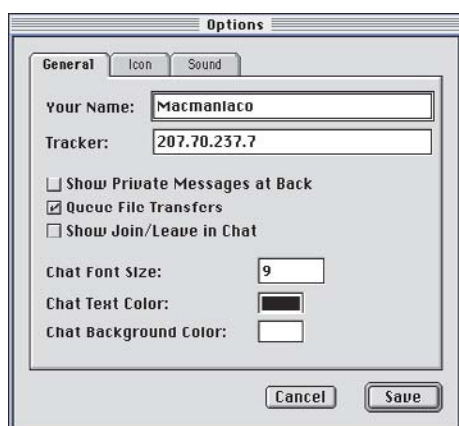 Options
General Icon Sound
Your Name: Macmaniaco
Tracker: 207.70.237.7
Show Private Messages at Back
Queue File Transfers
Show Join/Leave in Chat
Chat Font Size: 9
Chat Text Color:
Chat Background Color:
Cancel Save